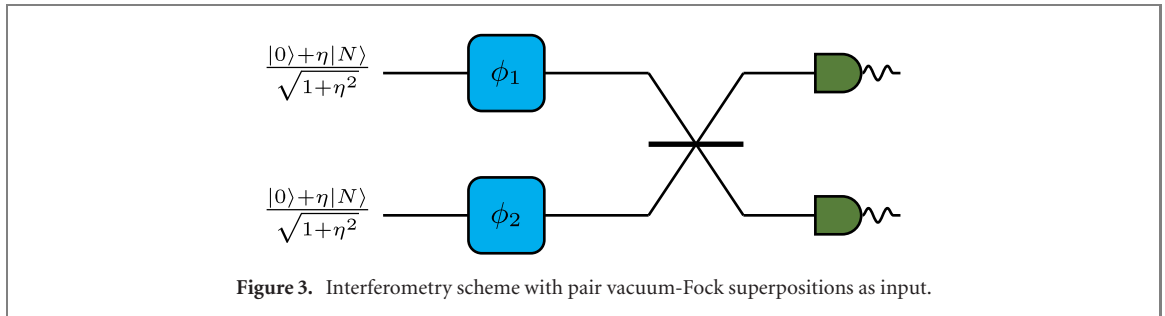 |0⟩+η|N⟩
√1+η²
ϕ₁
|0⟩+η|N⟩
√1+η²
ϕ₂
Figure 3. Interferometry scheme with pair vacuum-Fock superpositions as input.